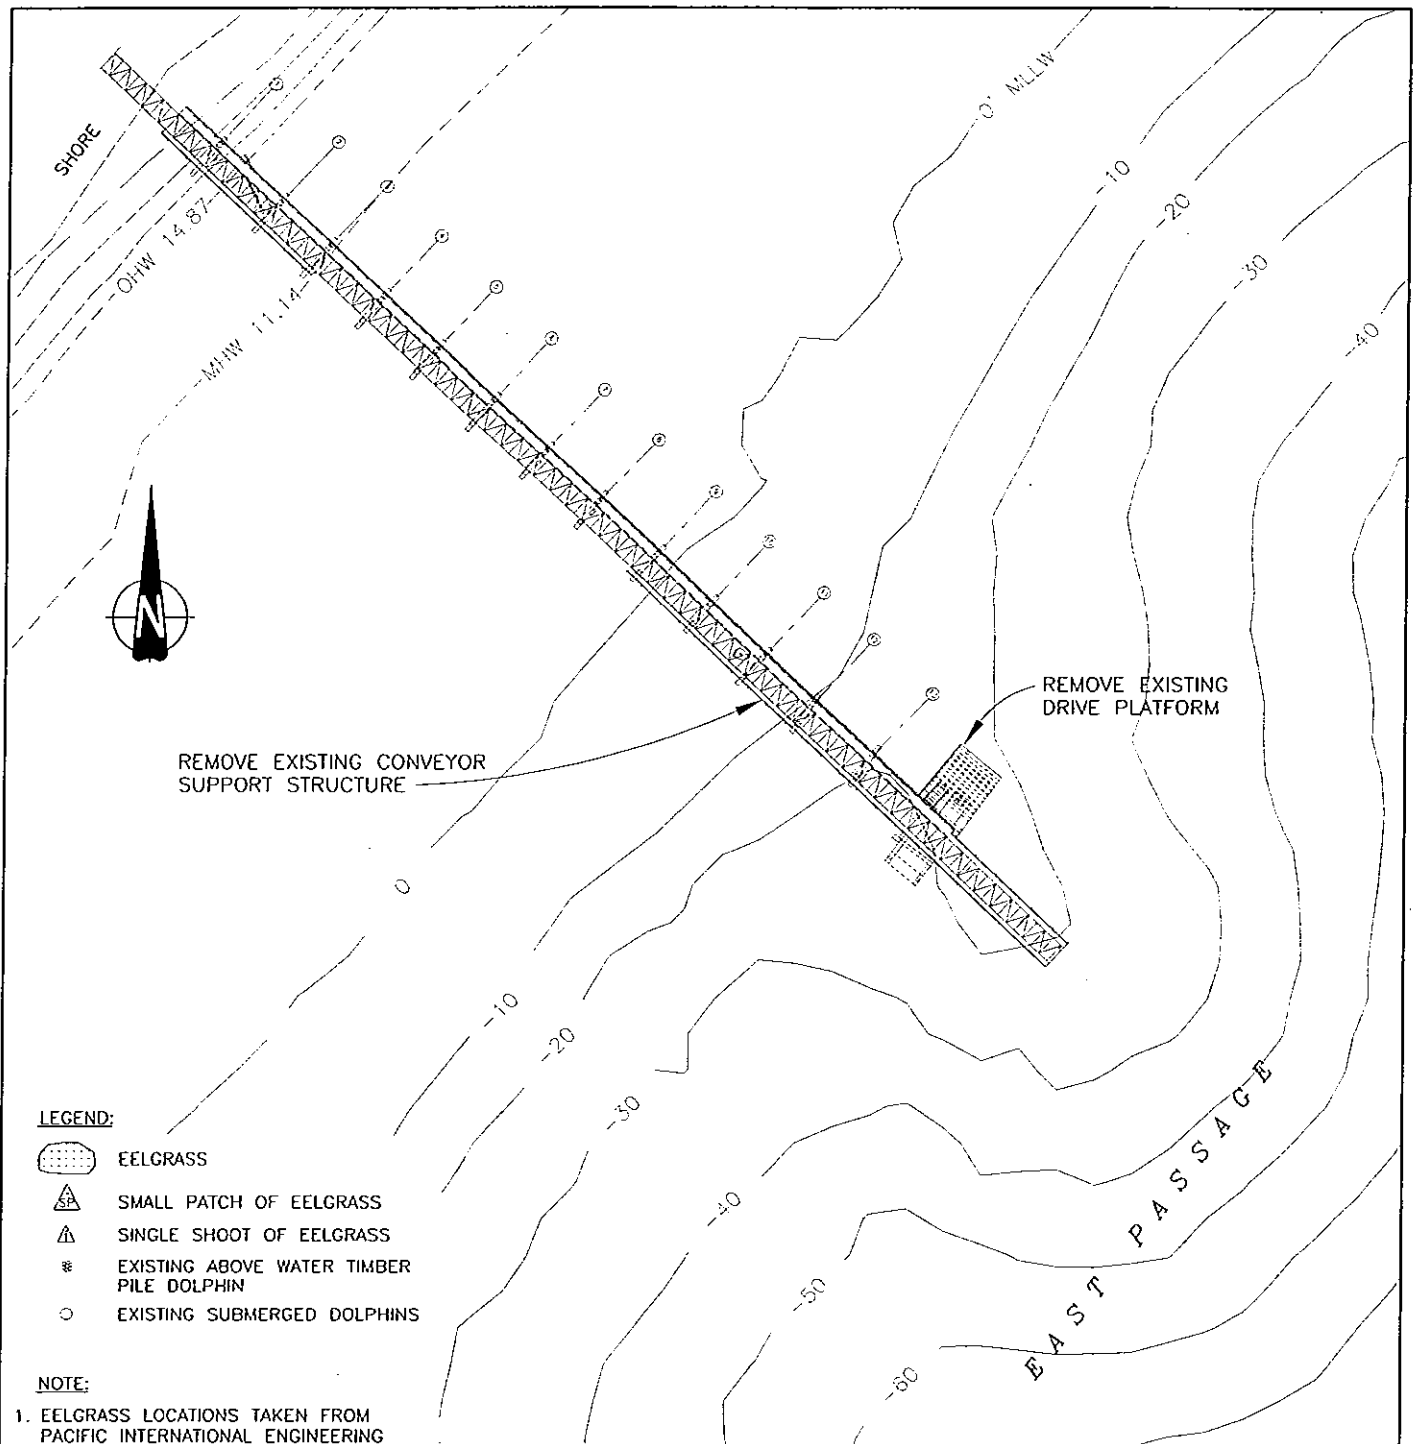 0' MLLW
-10
-20
-30
-40
SHORE
OHW 14.87
MHW 11.14
N
REMOVE EXISTING
DRIVE PLATFORM
REMOVE EXISTING CONVEYOR
SUPPORT STRUCTURE
0
-10
-20
-30
-40
-50
-60
EAST PASSAGE
LEGEND:
EELGRASS
SP
SMALL PATCH OF EELGRASS
1
SINGLE SHOOT OF EELGRASS
EXISTING ABOVE WATER TIMBER
PILE DOLPHIN
EXISTING SUBMERGED DOLPHINS
NOTE:
1. EELGRASS LOCATIONS TAKEN FROM
PACIFIC INTERNATIONAL ENGINEERING